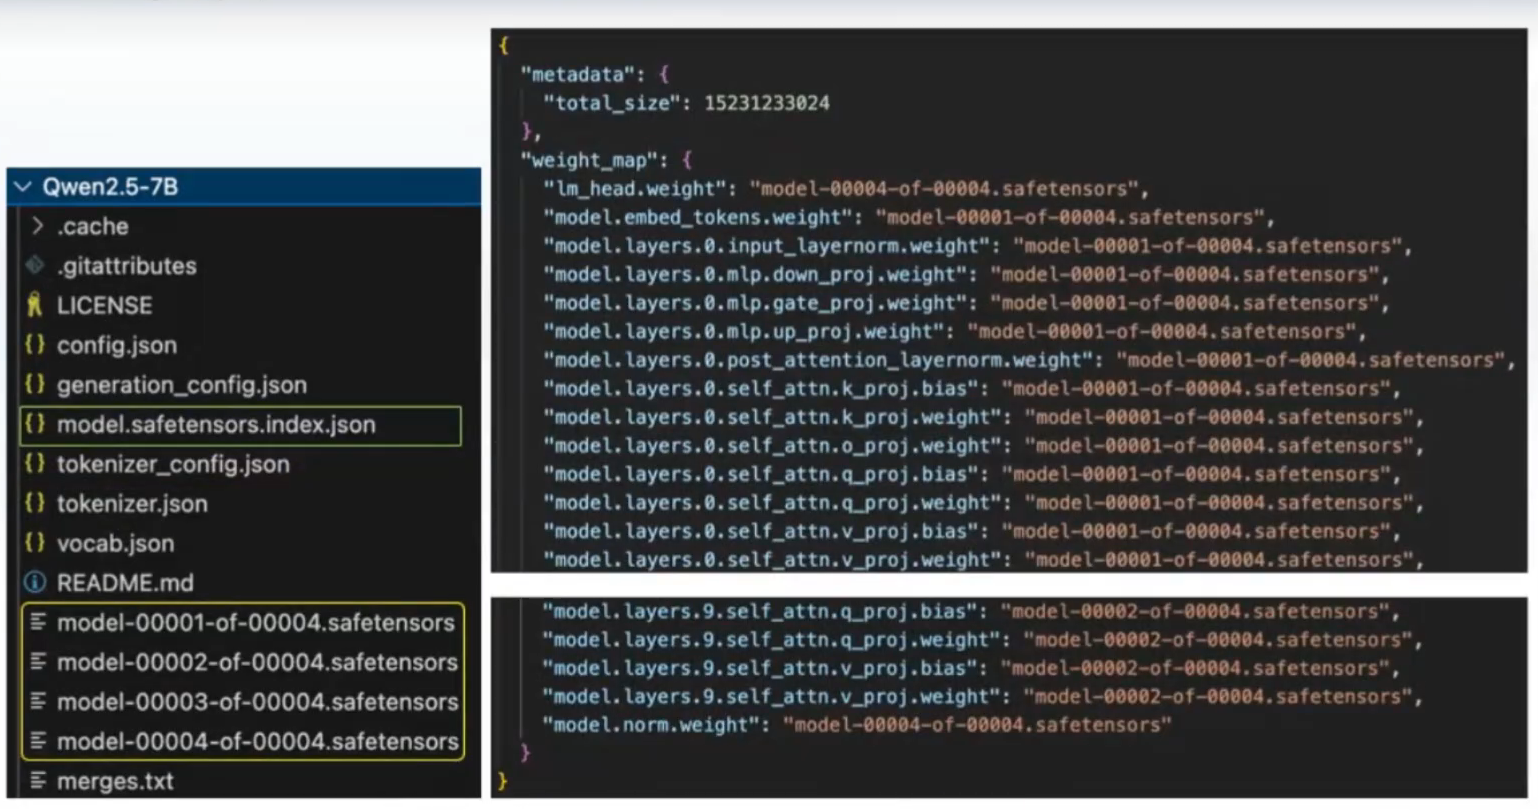 Qwen2.5-7B
.cache
.gitattributes
LICENSE
config.json
generation_config.json
model.safetensors.index.json
tokenizer_config.json
tokenizer.json
vocab.json
README.md
model-00001-of-00004.safetensors
model-00002-of-00004.safetensors
model-00003-of-00004.safetensors
model-00004-of-00004.safetensors
merges.txt
{
"metadata": {
"total_size": 15231233024
},
"weight_map": {
"lm_head.weight": "model-00004-of-00004.safetensors",
"model.embed_tokens.weight": "model-00001-of-00004.safetensors",
"model.layers.0.input_layernorm.weight": "model-00001-of-00004.safetensors",
"model.layers.0.mlp.down_proj.weight": "model-00001-of-00004.safetensors",
"model.layers.0.mlp.gate_proj.weight": "model-00001-of-00004.safetensors",
"model.layers.0.mlp.up_proj.weight": "model-00001-of-00004.safetensors",
"model.layers.0.post_attention_layernorm.weight": "model-00001-of-00004.safetensors",
"model.layers.0.self_attn.k_proj.bias": "model-00001-of-00004.safetensors",
"model.layers.0.self_attn.k_proj.weight": "model-00001-of-00004.safetensors",
"model.layers.0.self_attn.o_proj.weight": "model-00001-of-00004.safetensors",
"model.layers.0.self_attn.q_proj.bias": "model-00001-of-00004.safetensors",
"model.layers.0.self_attn.q_proj.weight": "model-00001-of-00004.safetensors",
"model.layers.0.self_attn.v_proj.bias": "model-00001-of-00004.safetensors",
"model.layers.0.self_attn.v_proj.weight": "model-00001-of-00004.safetensors",
"model.layers.9.self_attn.q_proj.bias": "model-00002-of-00004.safetensors",
"model.layers.9.self_attn.q_proj.weight": "model-00002-of-00004.safetensors",
"model.layers.9.self_attn.v_proj.bias": "model-00002-of-00004.safetensors",
"model.layers.9.self_attn.v_proj.weight": "model-00002-of-00004.safetensors",
"model.norm.weight": "model-00004-of-00004.safetensors"
}
}